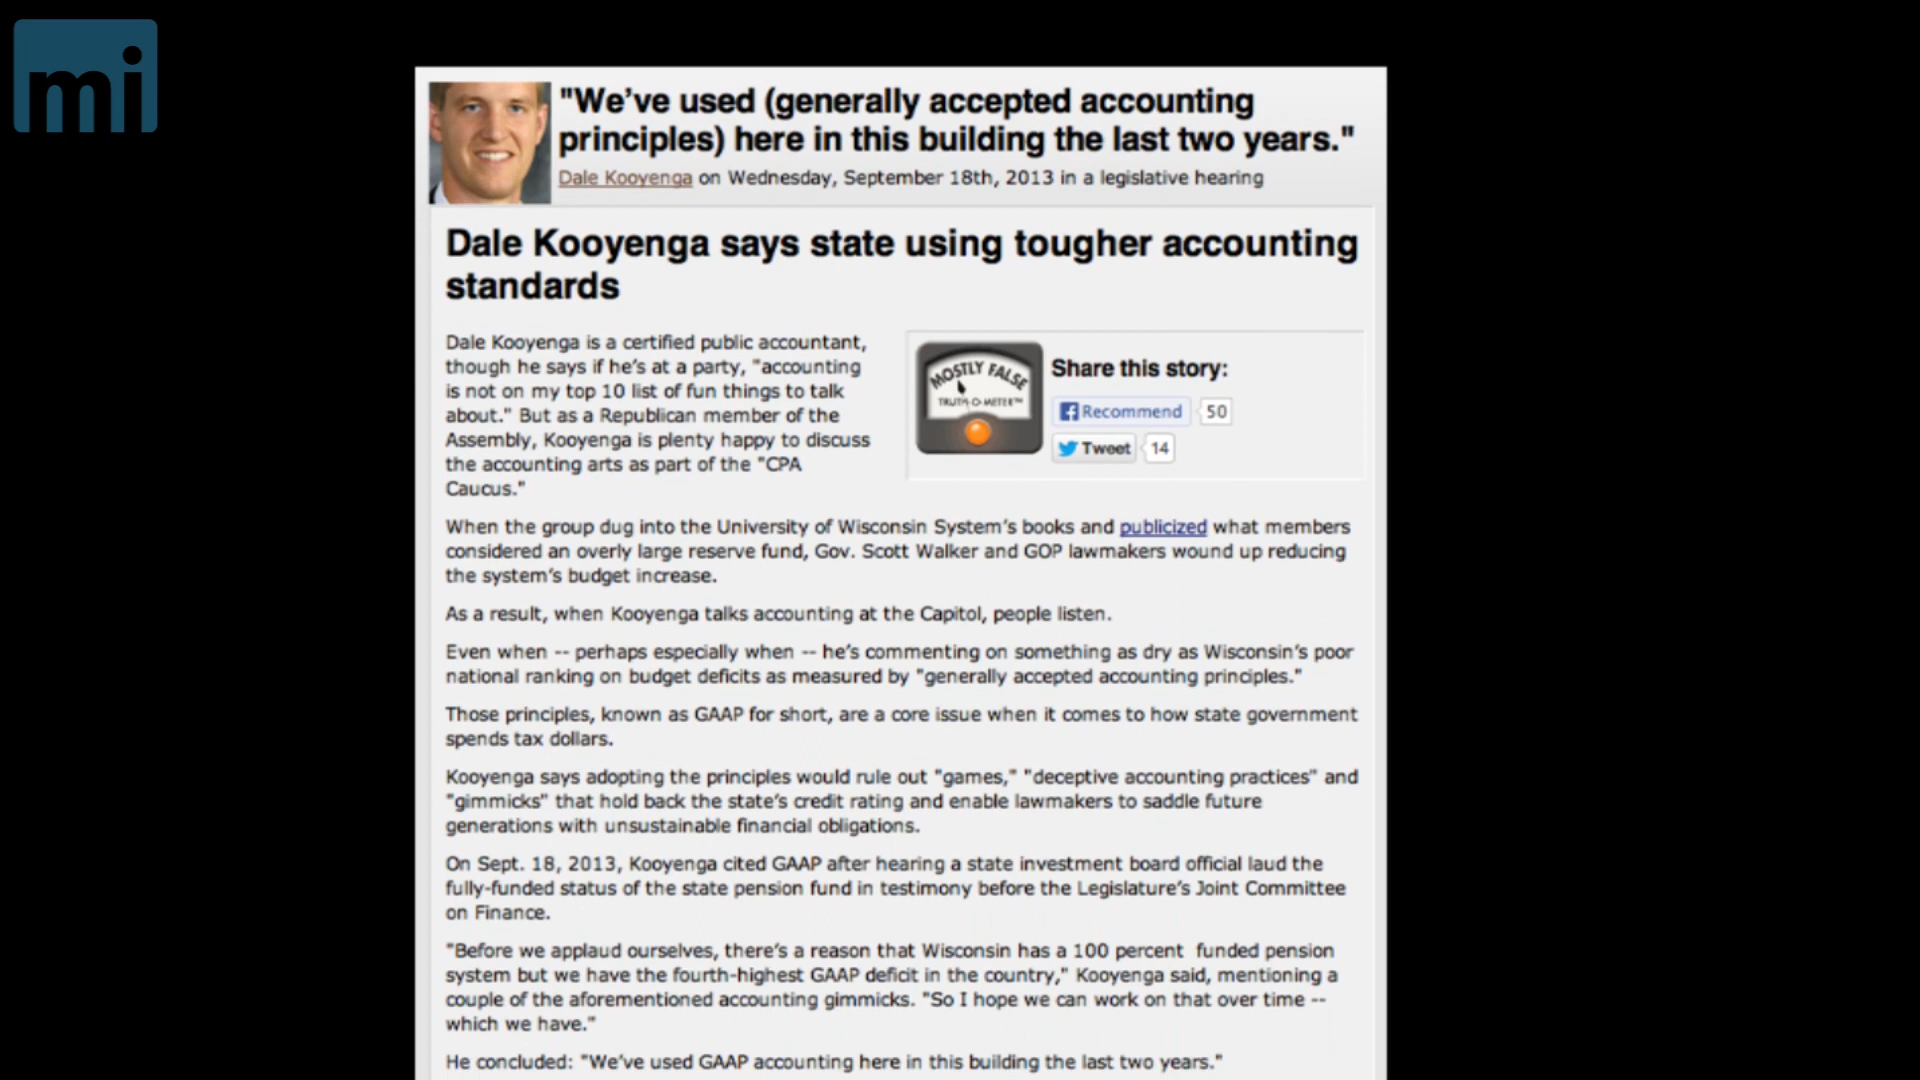 mi
"We've used (generally accepted accounting
principles) here in this building the last two years."
Dale Kooyenga on Wednesday, September 18th, 2013 in a legislative hearing
Dale Kooyenga says state using tougher accounting
standards
Dale Kooyenga is a certified public accountant,
though he says if he's at a party, "accounting
is not on my top 10 list of fun things to talk
about." But as a Republican member of the
Assembly, Kooyenga is plenty happy to discuss
the accounting arts as part of the "CPA
Caucus."
MOSTLY FALSE
TRUTH-O-METER™
Share this story:
Recommend 50
Tweet 14
When the group dug into the University of Wisconsin System's books and publicized what members
considered an overly large reserve fund, Gov. Scott Walker and GOP lawmakers wound up reducing
the system's budget increase.
As a result, when Kooyenga talks accounting at the Capitol, people listen.
Even when -- perhaps especially when -- he's commenting on something as dry as Wisconsin's poor
national ranking on budget deficits as measured by "generally accepted accounting principles."
Those principles, known as GAAP for short, are a core issue when it comes to how state government
spends tax dollars.
Kooyenga says adopting the principles would rule out "games," "deceptive accounting practices" and
"gimmicks" that hold back the state's credit rating and enable lawmakers to saddle future
generations with unsustainable financial obligations.
On Sept. 18, 2013, Kooyenga cited GAAP after hearing a state investment board official laud the
fully-funded status of the state pension fund in testimony before the Legislature's Joint Committee
on Finance.
"Before we applaud ourselves, there's a reason that Wisconsin has a 100 percent funded pension
system but we have the fourth-highest GAAP deficit in the country," Kooyenga said, mentioning a
couple of the aforementioned accounting gimmicks. "So I hope we can work on that over time --
which we have."
He concluded: "We've used GAAP accounting here in this building the last two years."